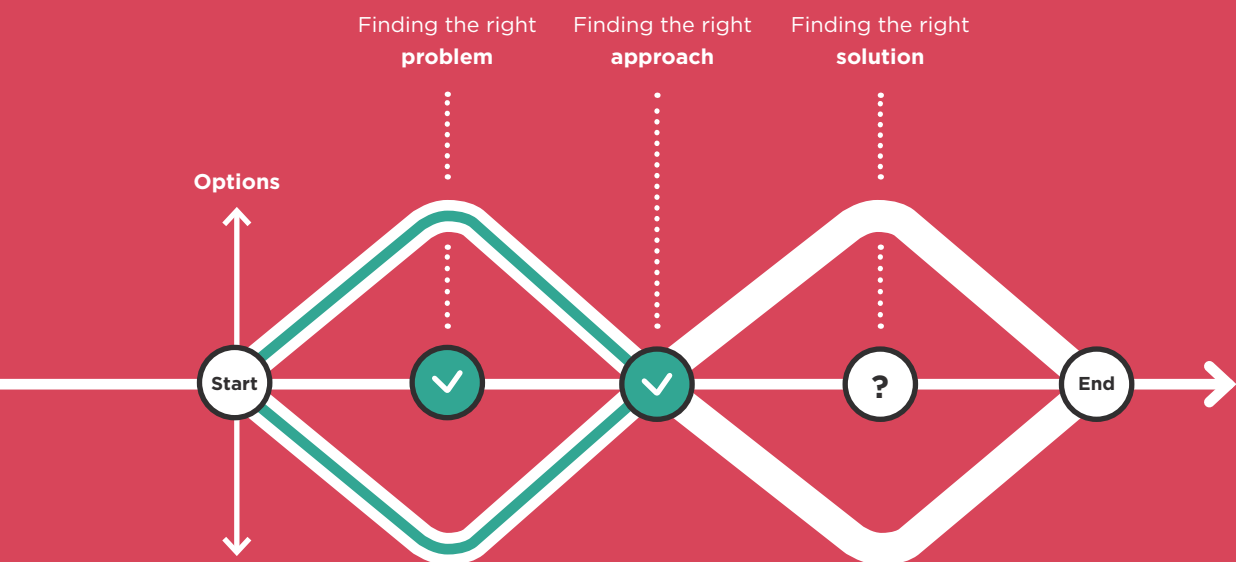 Finding the right
problem
Finding the right
approach
Finding the right
solution
Options
Start
?
End